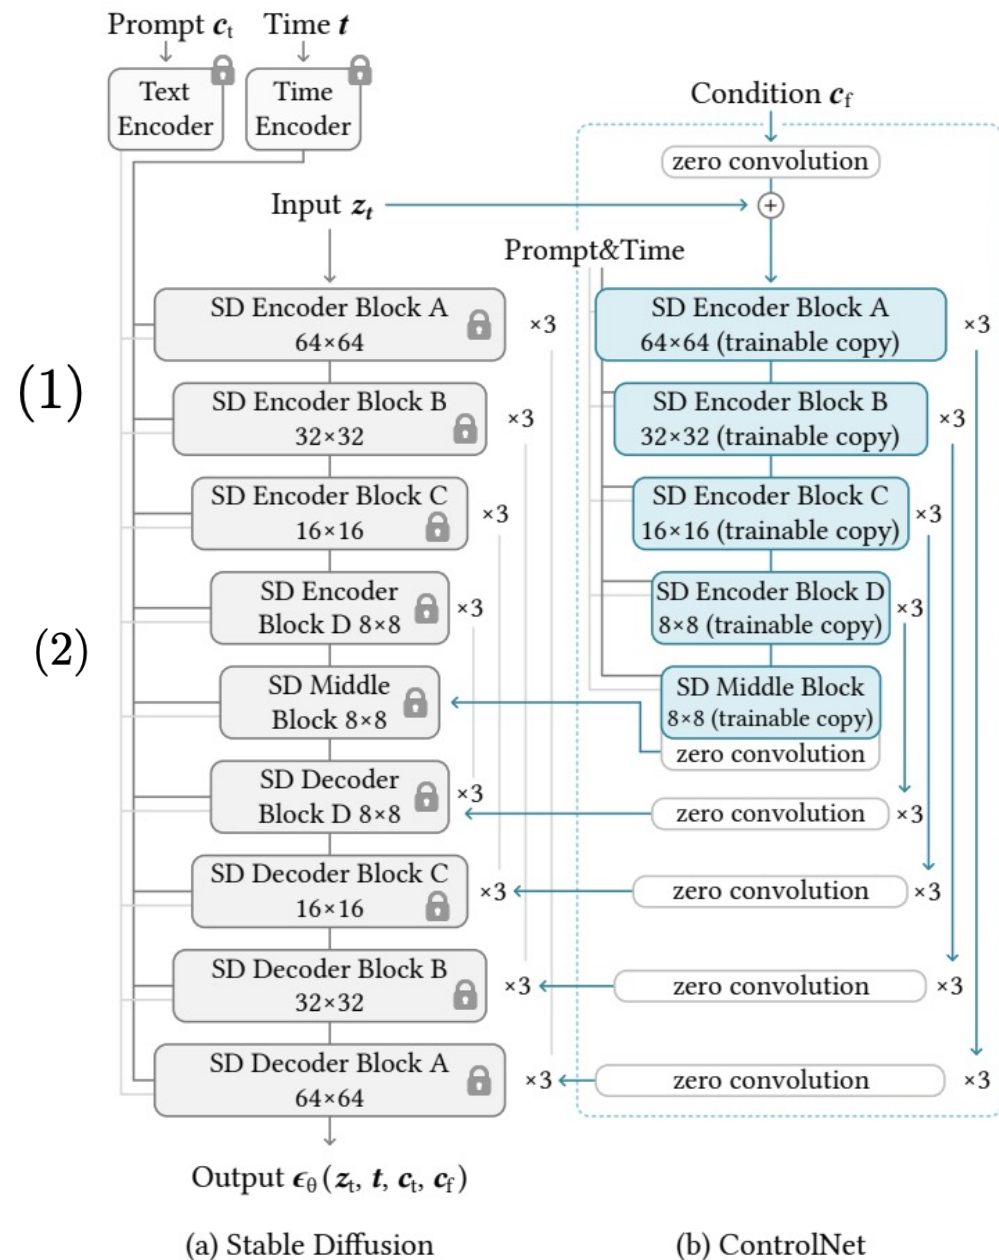 Prompt cₜ
Time t
Text
Encoder
Time
Encoder
Condition c_f
zero convolution
+
Input zₜ
Prompt&Time
(1)
(2)
SD Encoder Block A
64×64
×3
SD Encoder Block B
32×32
×3
SD Encoder Block C
16×16
×3
SD Encoder
Block D 8×8
×3
SD Middle
Block 8×8
SD Decoder
Block D 8×8
×3
SD Decoder Block C
16×16
×3
SD Decoder Block B
32×32
×3
SD Decoder Block A
64×64
×3
Output ϵ_θ(zₜ, t, cₜ, c_f)
(a) Stable Diffusion
SD Encoder Block A
64×64 (trainable copy)
×3
SD Encoder Block B
32×32 (trainable copy)
×3
SD Encoder Block C
16×16 (trainable copy)
×3
SD Encoder Block D
8×8 (trainable copy)
×3
SD Middle Block
8×8 (trainable copy)
zero convolution
zero convolution
×3
zero convolution
×3
zero convolution
×3
zero convolution
×3
(b) ControlNet